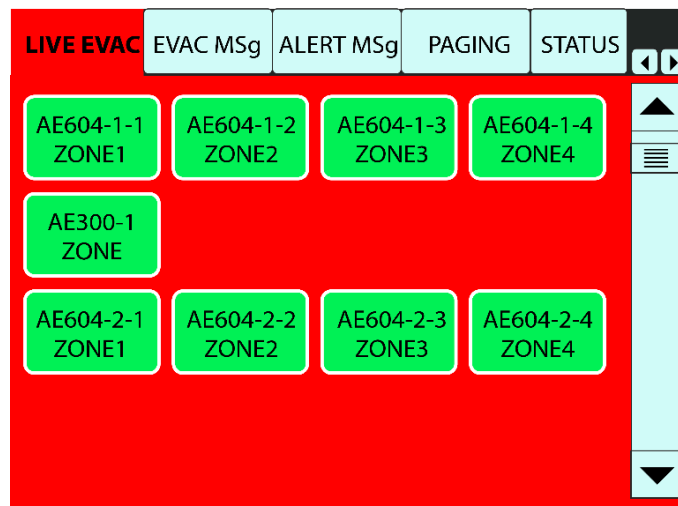 LIVE EVAC EVAC MSg ALERT MSg PAGING STATUS
AE604-1-1 AE604-1-2 AE604-1-3 AE604-1-4
ZONE1 ZONE2 ZONE3 ZONE4
AE300-1
ZONE
AE604-2-1 AE604-2-2 AE604-2-3 AE604-2-4
ZONE1 ZONE2 ZONE3 ZONE4